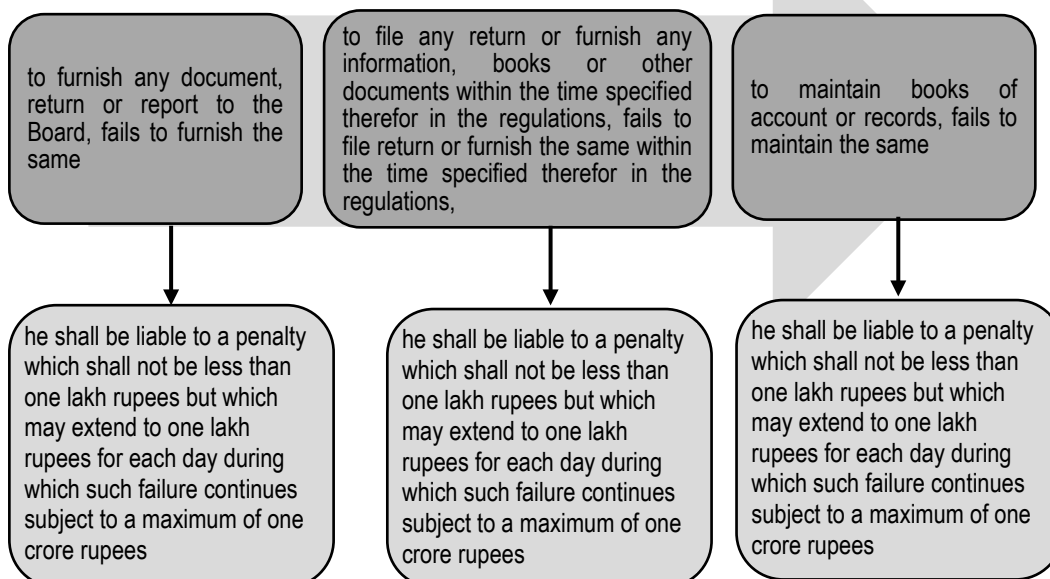 to furnish any document,
return or report to the
Board, fails to furnish the
same
to file any return or furnish any
information, books or other
documents within the time specified
therefor in the regulations, fails to
file return or furnish the same within
the time specified therefor in the
regulations,
to maintain books of
account or records, fails to
maintain the same
he shall be liable to a penalty
which shall not be less than
one lakh rupees but which
may extend to one lakh
rupees for each day during
which such failure continues
subject to a maximum of one
crore rupees
he shall be liable to a penalty
which shall not be less than
one lakh rupees but which
may extend to one lakh
rupees for each day during
which such failure continues
subject to a maximum of one
crore rupees
he shall be liable to a penalty
which shall not be less than
one lakh rupees but which
may extend to one lakh
rupees for each day during
which such failure continues
subject to a maximum of one
crore rupees